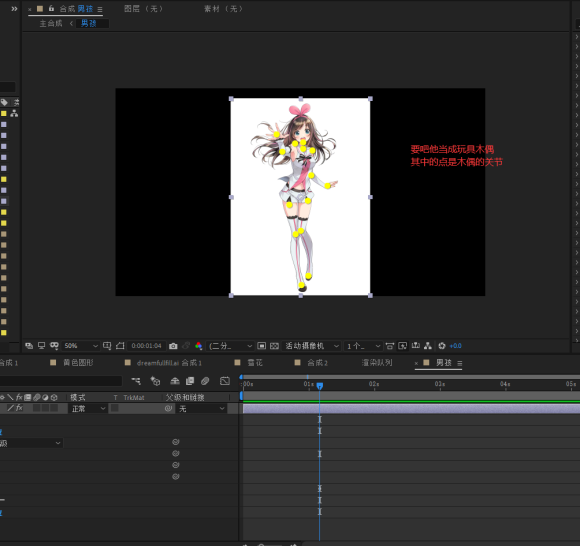 >>
× 合成 男孩 ≡
图层（无）
素材（无）
主合成 < 男孩
要吧他当成玩具木偶
其中的点是木偶的关节
50%
0:00:01:04
(二分...
活动摄像机
1 个...
+0.0
合成 1
黄色图形
dreamfull.ai 合成 1
音花
合成 2
渲染队列
× 男孩 ≡
:00s
01s
02s
03s
04s
05s
模式
T TrkMat
父级和链接
正常
无
级